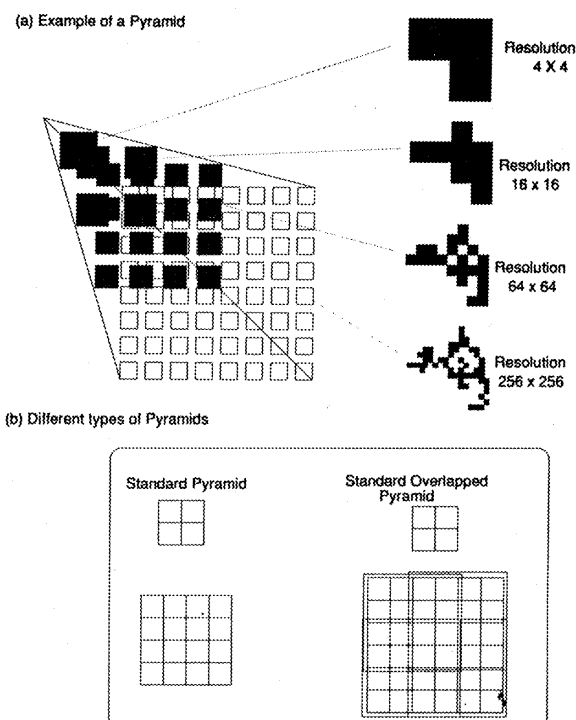 (a) Example of a Pyramid
Resolution
4 X 4
Resolution
16 x 16
Resolution
64 x 64
Resolution
256 x 256
(b) Different types of Pyramids
Standard Pyramid
Standard Overlapped
Pyramid